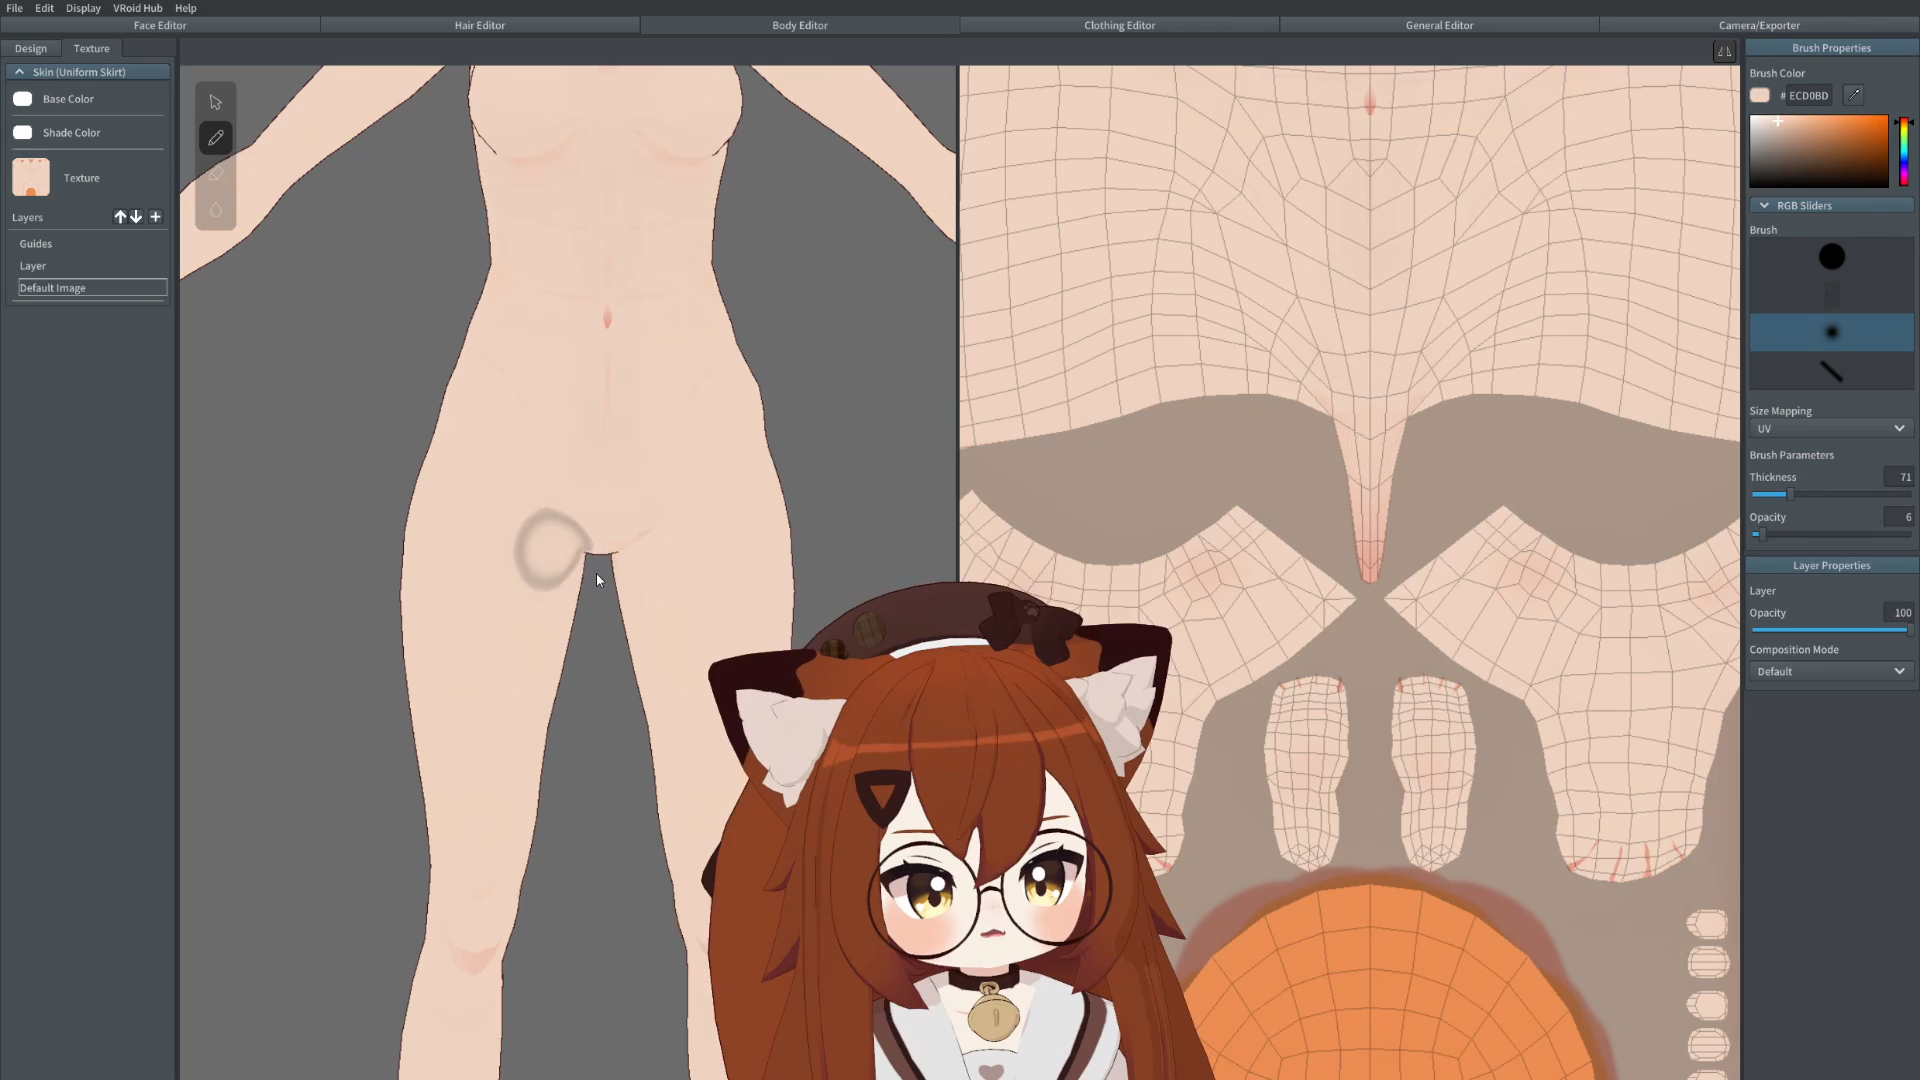 File Edit Display VRoid Hub Help
Face Editor Hair Editor Body Editor Clothing Editor General Editor Camera/Exporter
Design Texture
Skin (Uniform Skirt)
Base Color
Shade Color
Texture
Layers
Guides
Layer
Default Image
Brush Properties
Brush Color
# ECD0BD
RGB Sliders
Brush
Size Mapping
UV
Brush Parameters
Thickness 71
Opacity 6
Layer Properties
Layer
Opacity 100
Composition Mode
Default